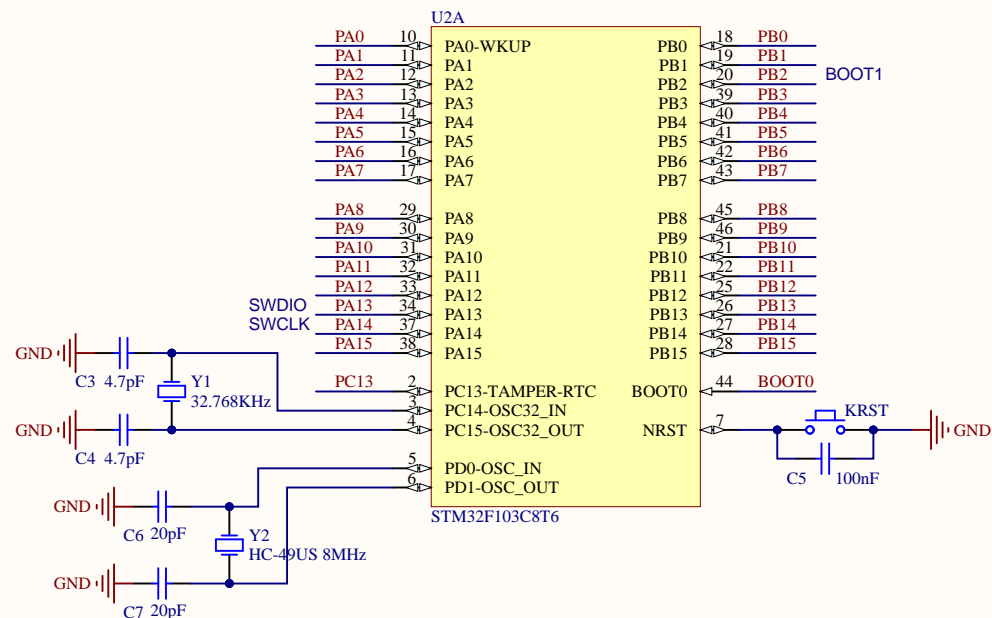 U2A
PA0 10 PA0-WKUP PB0 18 PB0
PA1 11 PA1 PB1 19 PB1
PA2 12 PA2 PB2 20 PB2 BOOT1
PA3 13 PA3 PB3 39 PB3
PA4 14 PA4 PB4 40 PB4
PA5 15 PA5 PB5 41 PB5
PA6 16 PA6 PB6 42 PB6
PA7 17 PA7 PB7 43 PB7
PA8 29 PA8 PB8 45 PB8
PA9 30 PA9 PB9 46 PB9
PA10 31 PA10 PB10 21 PB10
PA11 32 PA11 PB11 22 PB11
PA12 33 PA12 PB12 25 PB12
SWDIO PA13 34 PA13 PB13 26 PB13
SWCLK PA14 37 PA14 PB14 27 PB14
PA15 38 PA15 PB15 28 PB15
GND
C3 4.7pF
Y1
32.768KHz
PC13 2 PC13-TAMPER-RTC BOOT0 44 BOOT0
3 PC14-OSC32_IN
GND
C4 4.7pF
4 PC15-OSC32_OUT NRST 7
KRST
GND
C5 100nF
5 PD0-OSC_IN
6 PD1-OSC_OUT
GND
C6 20pF
STM32F103C8T6
Y2
HC-49US 8MHz
GND
C7 20pF